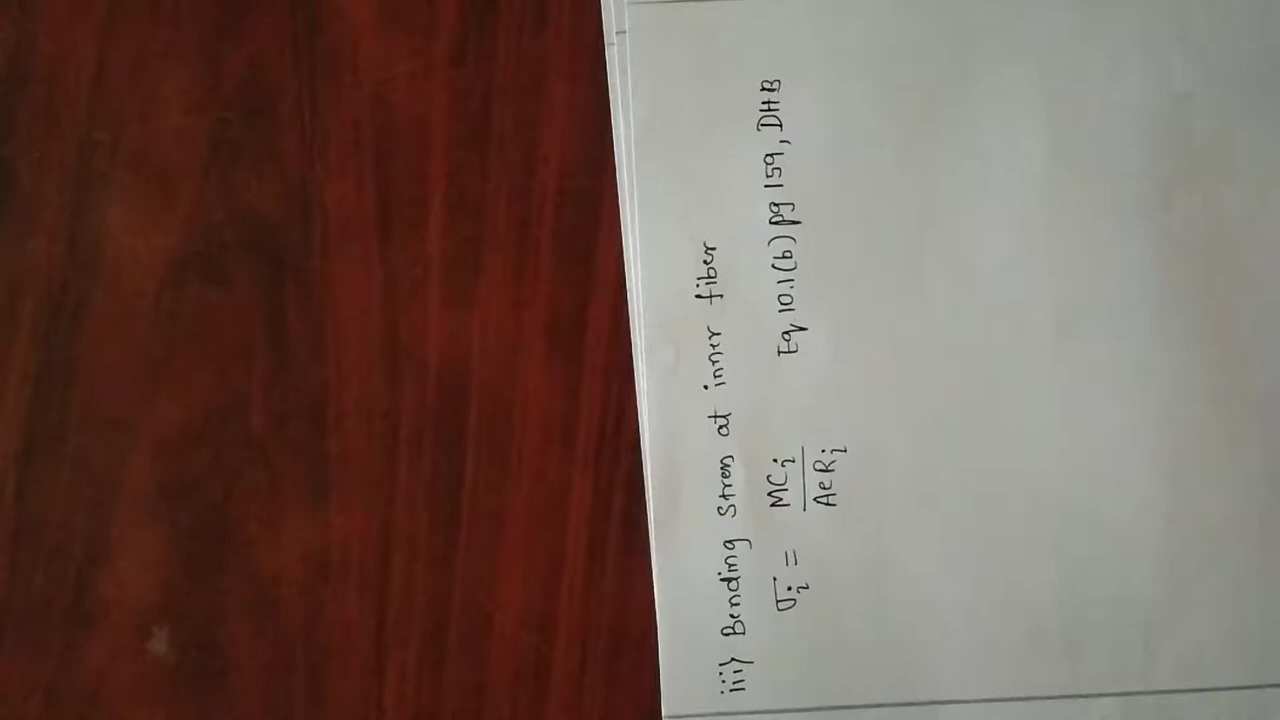 iii} Bending stress at inner fiber
σi = MCi / AeRi Eq 10.1(b) pg 159, DHB